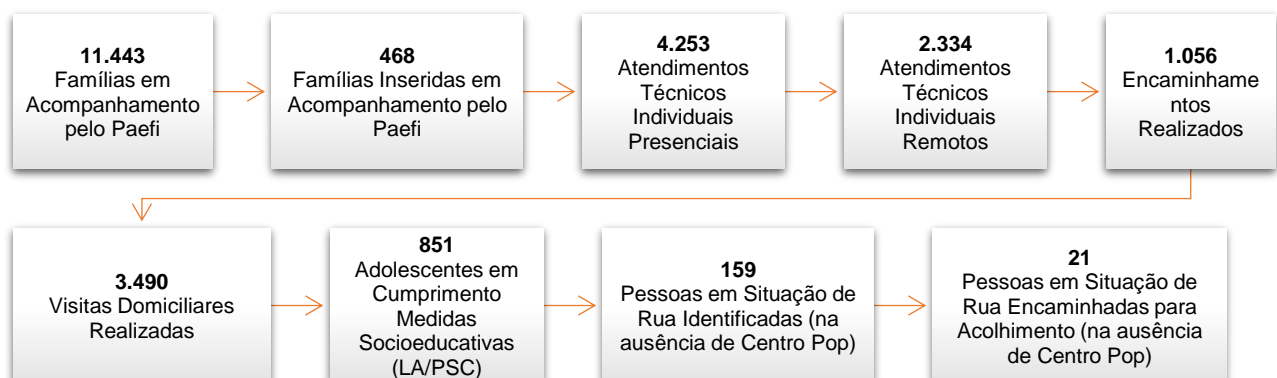 11.443
Famílias em
Acompanhamento
pelo Paefi
468
Famílias Inseridas em
Acompanhamento pelo
Paefi
4.253
Atendimentos
Técnicos
Individuais
Presenciais
2.334
Atendimentos
Técnicos
Individuais
Remotos
1.056
Encaminhame
ntos
Realizados
3.490
Visitas Domiciliares
Realizadas
851
Adolescentes em
Cumprimento
Medidas
Socioeducativas
(LA/PSC)
159
Pessoas em Situação de
Rua Identificadas (na
ausência de Centro Pop)
21
Pessoas em Situação de
Rua Encaminhadas para
Acolhimento (na ausência
de Centro Pop)